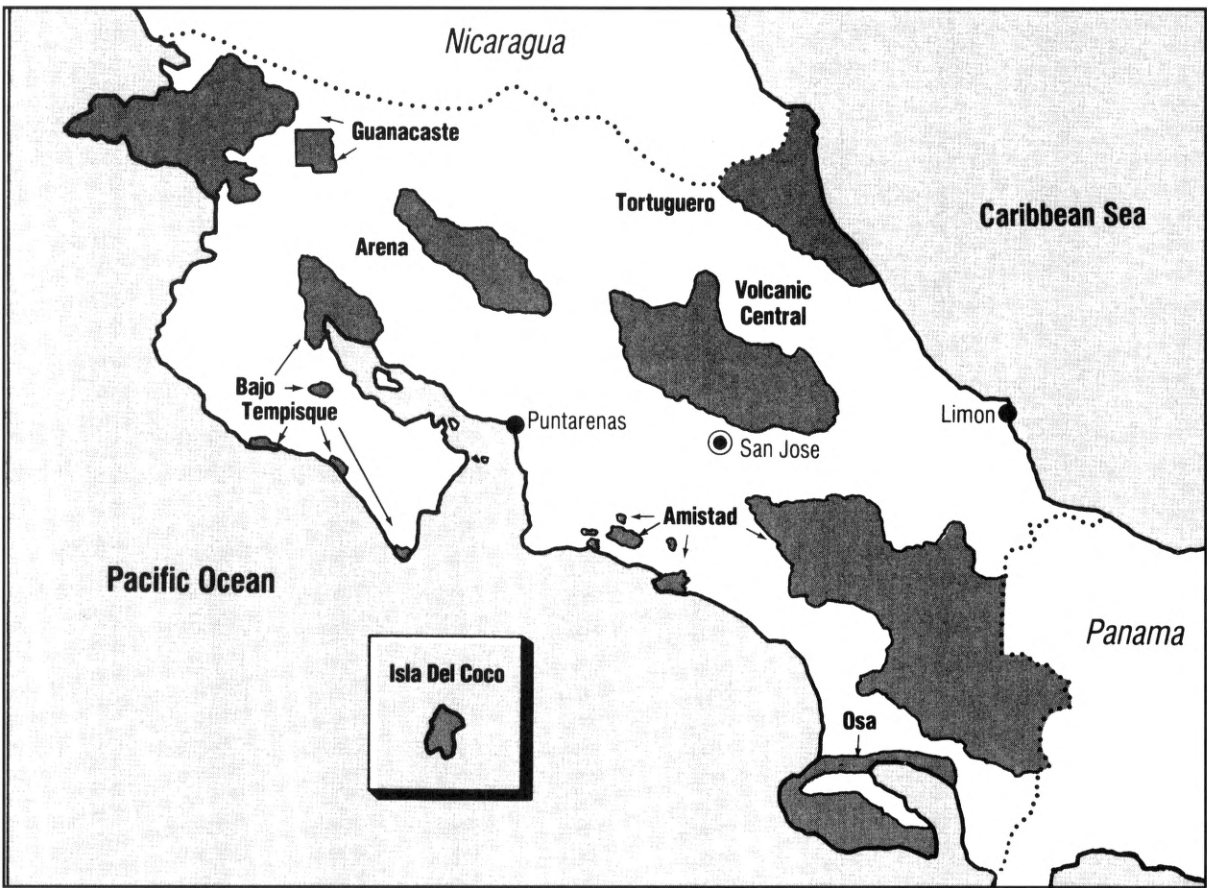 Nicaragua
Guanacaste
Tortuguero
Caribbean Sea
Arena
Volcanic
Central
Bajo
Tempisque
Puntarenas
Limon
San Jose
Amistad
Pacific Ocean
Panama
Isla Del Coco
Osa